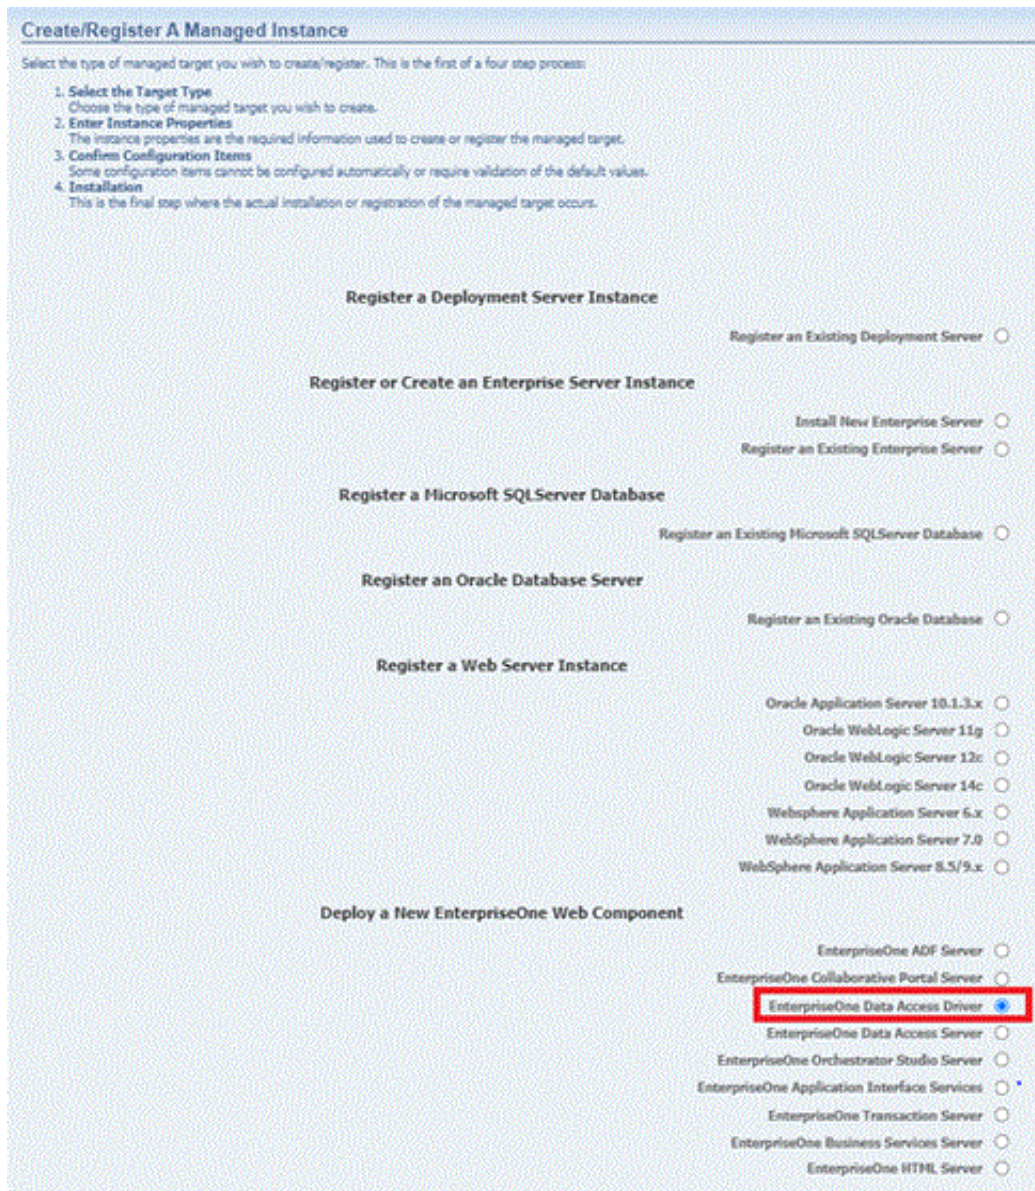 Create/Register A Managed Instance
Select the type of managed target you wish to create/register. This is the first of a four step process:
1. Select the Target Type
Choose the type of managed target you wish to create.
2. Enter Instance Properties
The instance properties are the required information used to create or register the managed target.
3. Confirm Configuration Items
Some configuration items cannot be configured automatically or require validation of the default values.
4. Installation
This is the final step where the actual installation or registration of the managed target occurs.
Register a Deployment Server Instance
Register an Existing Deployment Server
Register or Create an Enterprise Server Instance
Install New Enterprise Server
Register an Existing Enterprise Server
Register a Microsoft SQLServer Database
Register an Existing Microsoft SQLServer Database
Register an Oracle Database Server
Register an Existing Oracle Database
Register a Web Server Instance
Oracle Application Server 10.1.3.x
Oracle WebLogic Server 11g
Oracle WebLogic Server 12c
Oracle WebLogic Server 14c
Websphere Application Server 6.x
WebSphere Application Server 7.0
WebSphere Application Server 8.5/9.x
Deploy a New EnterpriseOne Web Component
EnterpriseOne ADF Server
EnterpriseOne Collaborative Portal Server
EnterpriseOne Data Access Driver
EnterpriseOne Data Access Server
EnterpriseOne Orchestrator Studio Server
EnterpriseOne Application Interface Services
EnterpriseOne Transaction Server
EnterpriseOne Business Services Server
EnterpriseOne HTML Server